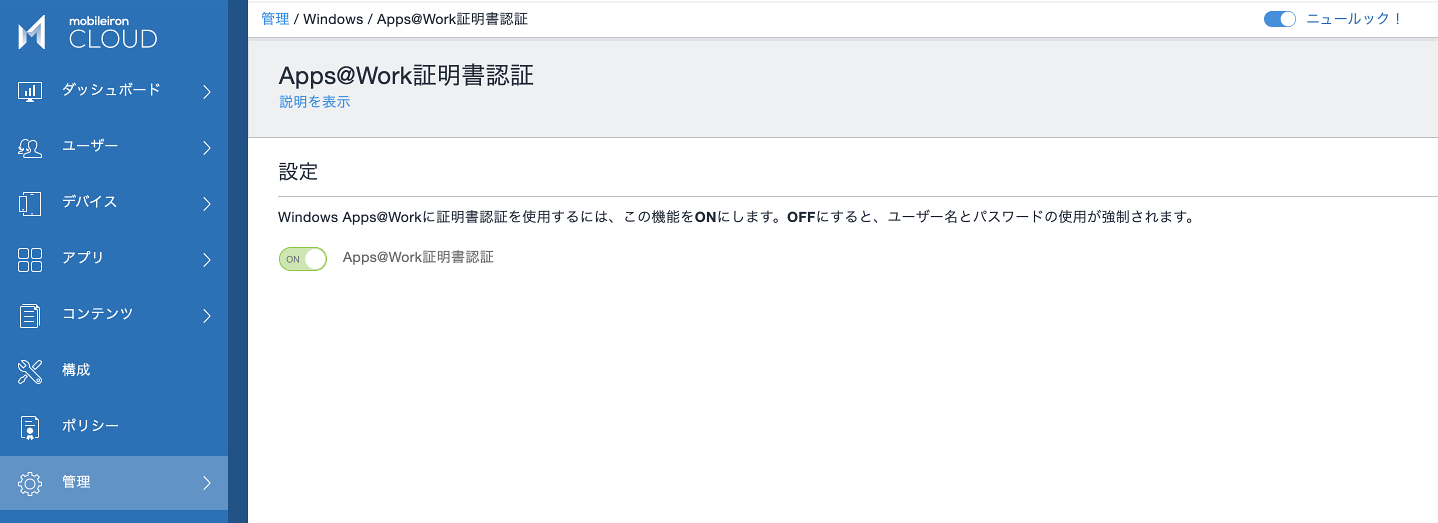 mobileiron
CLOUD
ダッシュボード
ユーザー
デバイス
アプリ
コンテンツ
構成
ポリシー
管理
管理 / Windows / Apps@Work証明書認証
ニュールック！
Apps@Work証明書認証
説明を表示
設定
Windows Apps@Workに証明書認証を使用するには、この機能をONにします。OFFにすると、ユーザー名とパスワードの使用が強制されます。
ON Apps@Work証明書認証